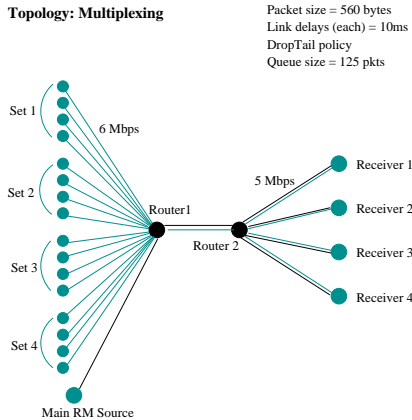 Topology: Multiplexing
Packet size = 560 bytes
Link delays (each) = 10ms
DropTail policy
Queue size = 125 pkts
Set 1
6 Mbps
Set 2
Router1
5 Mbps
Receiver 1
Receiver 2
Router 2
Set 3
Receiver 3
Receiver 4
Set 4
Main RM Source